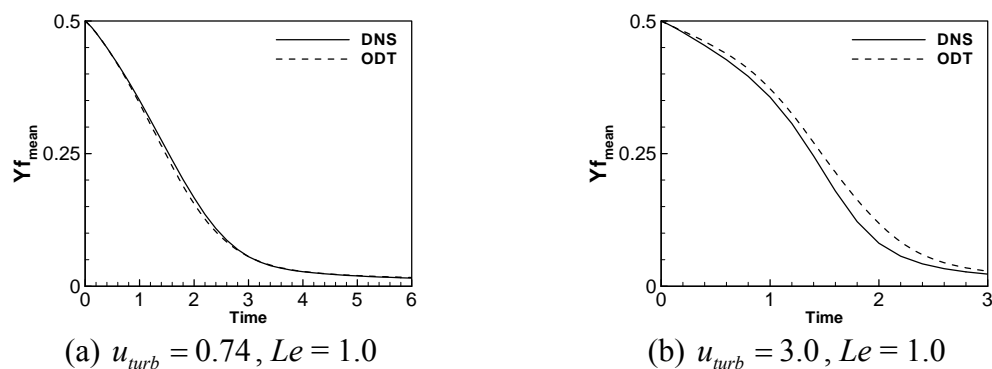 0.5
0.25
0
Yf_mean
DNS
ODT
0 1 2 3 4 5 6
Time
(a) u_turb = 0.74, Le = 1.0
0.5
0.25
0
Yf_mean
DNS
ODT
0 1 2 3
Time
(b) u_turb = 3.0, Le = 1.0